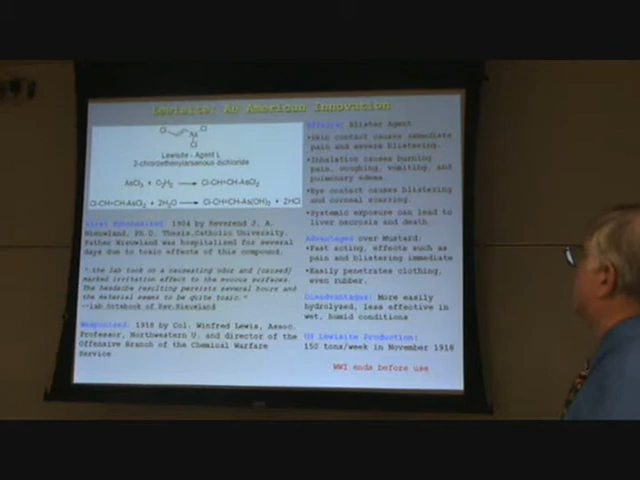 Lewisite: An American Innovation
Cl
As
Cl
Cl
Lewisite - Agent L
2-chloroethenylarsenous dichloride
AsCl3 + C2H2 → Cl-CH=CH-AsCl2
Cl-CH=CH-AsCl2 + 2H2O → Cl-CH=CH-As(OH)2 + 2HCl
First Synthesized: 1904 by Reverend J. A.
Nieuwland, Ph.D. Thesis.Catholic University.
Father Nieuwland was hospitalized for several
days due to toxic effects of this compound.
"…the lab took on a nauseating odor and [caused]
marked irritation effect to the mucous surfaces.
The headache resulting persists several hours and
the material seems to be quite toxic."
--lab notebook of Rev.Nieuwland
Weaponized: 1918 by Col. Winfred Lewis, Assoc.
Professor, Northwestern U. and director of the
Offensive Branch of the Chemical Warfare
Service
Effects: Blister Agent
•Skin contact causes immediate
pain and severe blistering.
•Inhalation causes burning
pain, coughing, vomiting, and
pulmonary edema.
•Eye contact causes blistering
and corneal scarring.
•Systemic exposure can lead to
liver necrosis and death.
Advantages over Mustard:
•Fast acting, effects such as
pain and blistering immediate
•Easily penetrates clothing,
even rubber.
Disadvantages: More easily
hydrolyzed, less effective in
wet, humid conditions
US Lewisite Production:
150 tons/week in November 1918
WWI ends before use